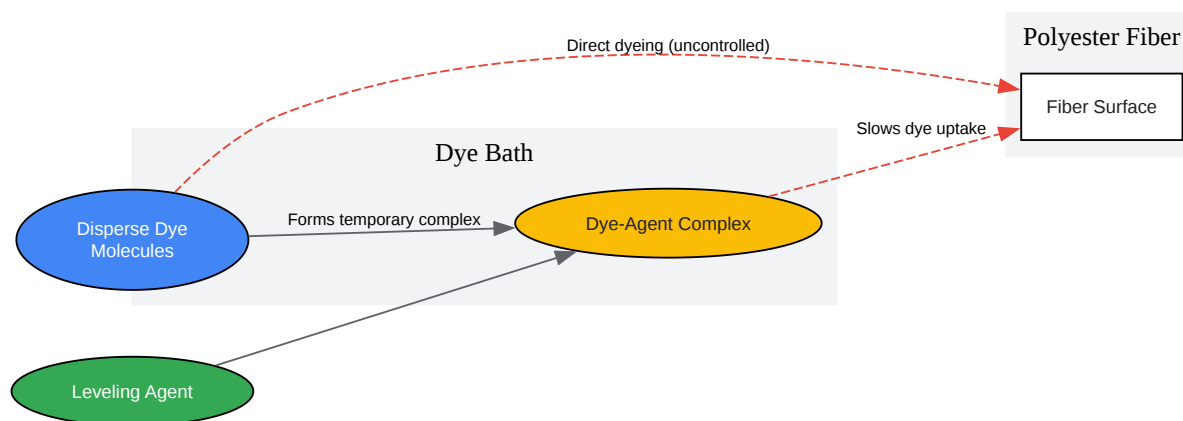 Polyester Fiber
Direct dyeing (uncontrolled)
Fiber Surface
Slows dye uptake
Dye Bath
Forms temporary complex
Dye-Agent Complex
Disperse Dye
Molecules
Leveling Agent